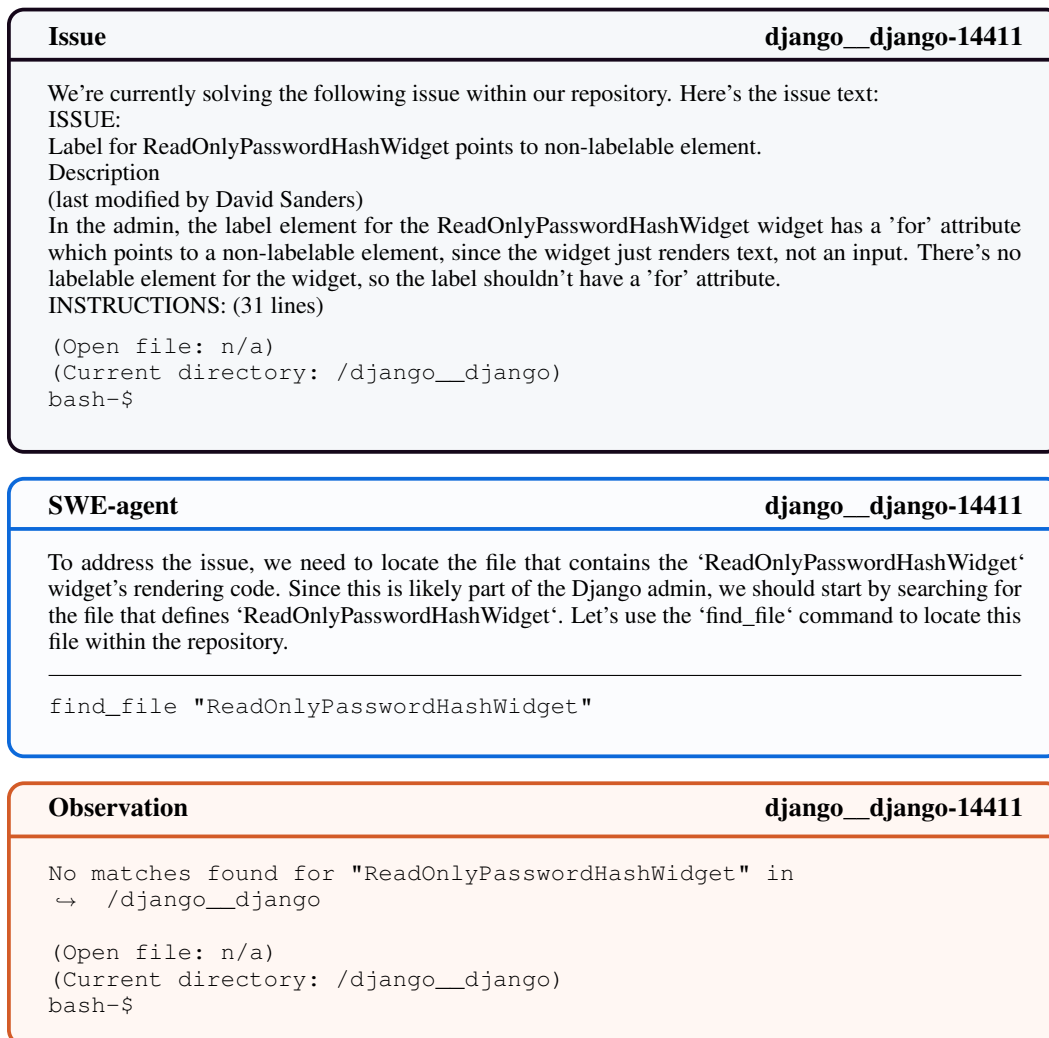 Issue django__django-14411
We're currently solving the following issue within our repository. Here's the issue text:
ISSUE:
Label for ReadOnlyPasswordHashWidget points to non-labelable element.
Description
(last modified by David Sanders)
In the admin, the label element for the ReadOnlyPasswordHashWidget widget has a ’for’ attribute
which points to a non-labelable element, since the widget just renders text, not an input. There's no
labelable element for the widget, so the label shouldn't have a ’for’ attribute.
INSTRUCTIONS: (31 lines)
(Open file: n/a)
(Current directory: /django__django)
bash-$
SWE-agent django__django-14411
To address the issue, we need to locate the file that contains the ‘ReadOnlyPasswordHashWidget‘
widget's rendering code. Since this is likely part of the Django admin, we should start by searching for
the file that defines ‘ReadOnlyPasswordHashWidget‘. Let's use the ‘find_file‘ command to locate this
file within the repository.
find_file "ReadOnlyPasswordHashWidget"
Observation django__django-14411
No matches found for "ReadOnlyPasswordHashWidget" in
↪ /django__django
(Open file: n/a)
(Current directory: /django__django)
bash-$